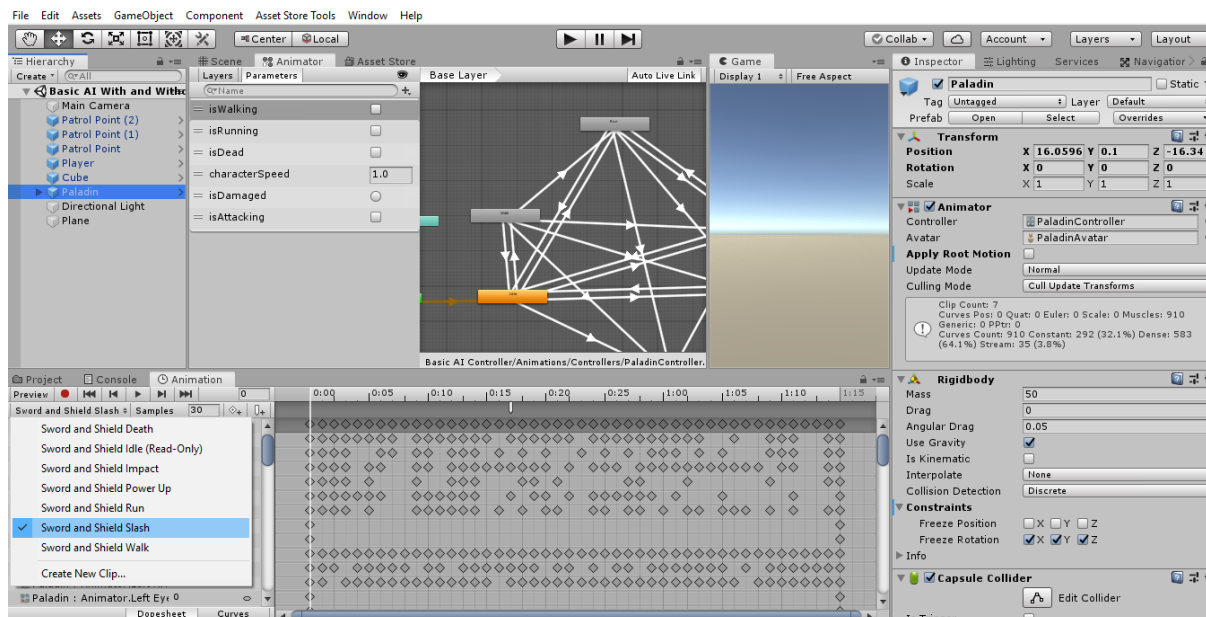 File Edit Assets GameObject Component Asset Store Tools Window Help
Center Local Collab Account Layers Layout
Hierarchy Scene Animator Asset Store Game Inspector Lighting Services Navigation
Create All Layers Parameters Base Layer Auto Live Link Display 1 Free Aspect Paladin Static
Basic AI With and Witho Name Tag Untagged Layer Default
Main Camera isWalking Prefab Open Select Overrides
Patrol Point (2) isRunning Transform
Patrol Point (1) isDead Position X 16.0596 Y 0.1 Z -16.34
Patrol Point characterSpeed 1.0 Rotation X 0 Y 0 Z 0
Player isDamaged Scale X 1 Y 1 Z 1
Cube isAttacking Animator
Paladin Controller PaladinController
Directional Light Avatar PaladinAvatar
Plane Apply Root Motion
Update Mode Normal
Culling Mode Cull Update Transforms
Clip Count: 7
Curves Pos: 0 Quat: 0 Euler: 0 Scale: 0 Muscles: 910
Generic: 0 PPtr: 0
Curves Count: 910 Constant: 292 (32.1%) Dense: 583
(64.1%) Stream: 35 (3.8%)
Basic AI Controller/Animations/Controllers/PaladinController.
Project Console Animation Rigidbody
Preview 0 0:00 0:05 0:10 0:15 0:20 0:25 1:00 1:05 1:10 1:15 Mass 50
Sword and Shield Slash Samples 30 Drag 0
Sword and Shield Death Angular Drag 0.05
Sword and Shield Idle (Read-Only) Use Gravity
Sword and Shield Impact Is Kinematic
Sword and Shield Power Up Interpolate None
Sword and Shield Run Collision Detection Discrete
Sword and Shield Slash Constraints
Sword and Shield Walk Freeze Position X Y Z
Create New Clip... Freeze Rotation X Y Z
Info
Capsule Collider
Paladin : Animator.Left Eye 0 Edit Collider
Dopesheet Curves